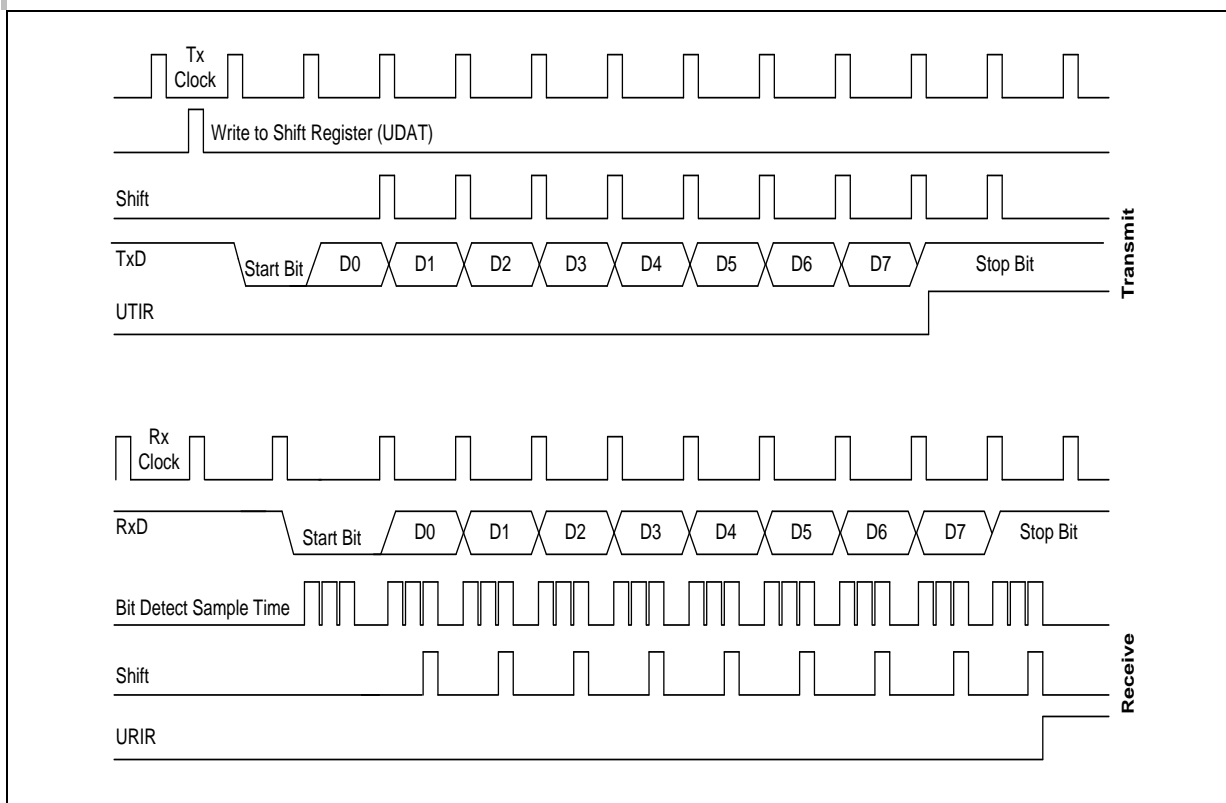 Tx
Clock
Write to Shift Register (UDAT)
Shift
TxD
Start Bit
D0
D1
D2
D3
D4
D5
D6
D7
Stop Bit
UTIR
Transmit
Rx
Clock
RxD
Start Bit
D0
D1
D2
D3
D4
D5
D6
D7
Stop Bit
Bit Detect Sample Time
Shift
URIR
Receive